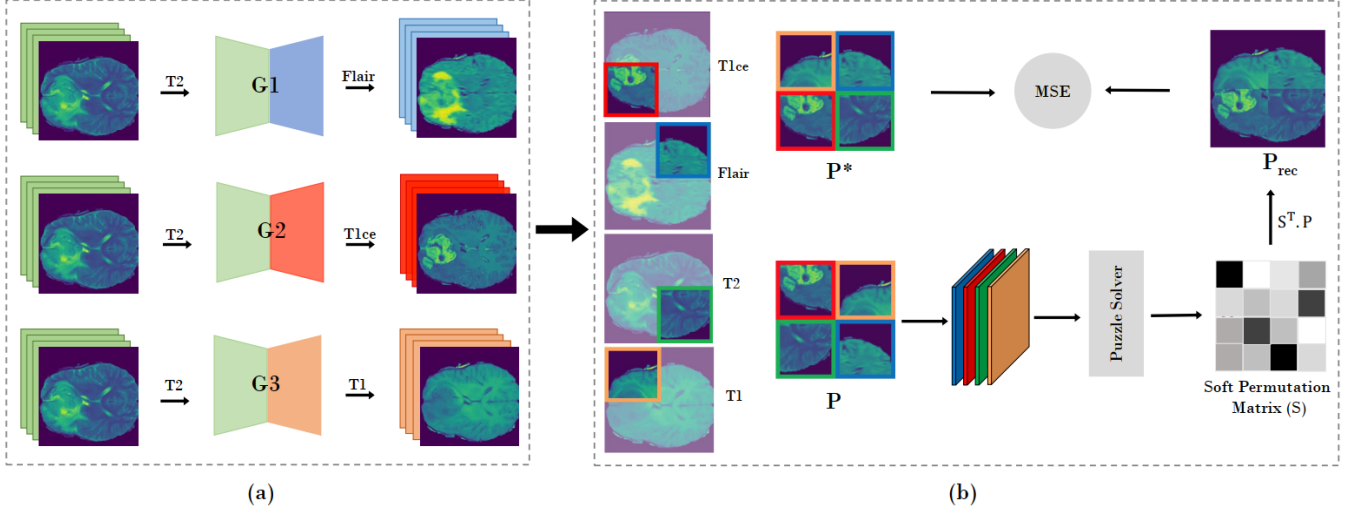 T2
G1
Flair
T2
G2
T1ce
T2
G3
T1
(a)
T1ce
Flair
T2
T1
P*
MSE
P_rec
S^T.P
P
Puzzle Solver
Soft Permutation
Matrix (S)
(b)